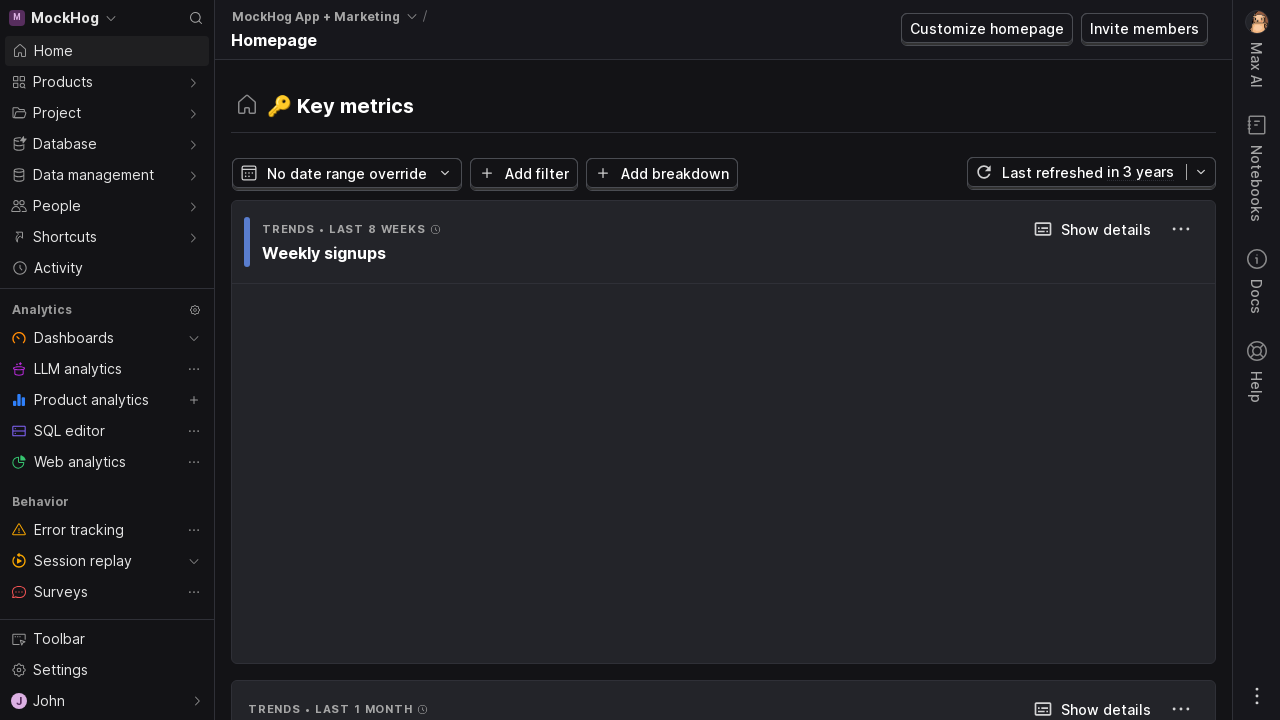 M MockHog
Home
Products
Project
Database
Data management
People
Shortcuts
Activity
Analytics
Dashboards
LLM analytics
Product analytics
SQL editor
Web analytics
Behavior
Error tracking
Session replay
Surveys
Toolbar
Settings
J John
MockHog App + Marketing /
Homepage
Customize homepage
Invite members
🔑 Key metrics
No date range override
Add filter
Add breakdown
Last refreshed in 3 years
TRENDS • LAST 8 WEEKS
Show details
Weekly signups
TRENDS • LAST 1 MONTH
Show details
Max AI
Notebooks
Docs
Help